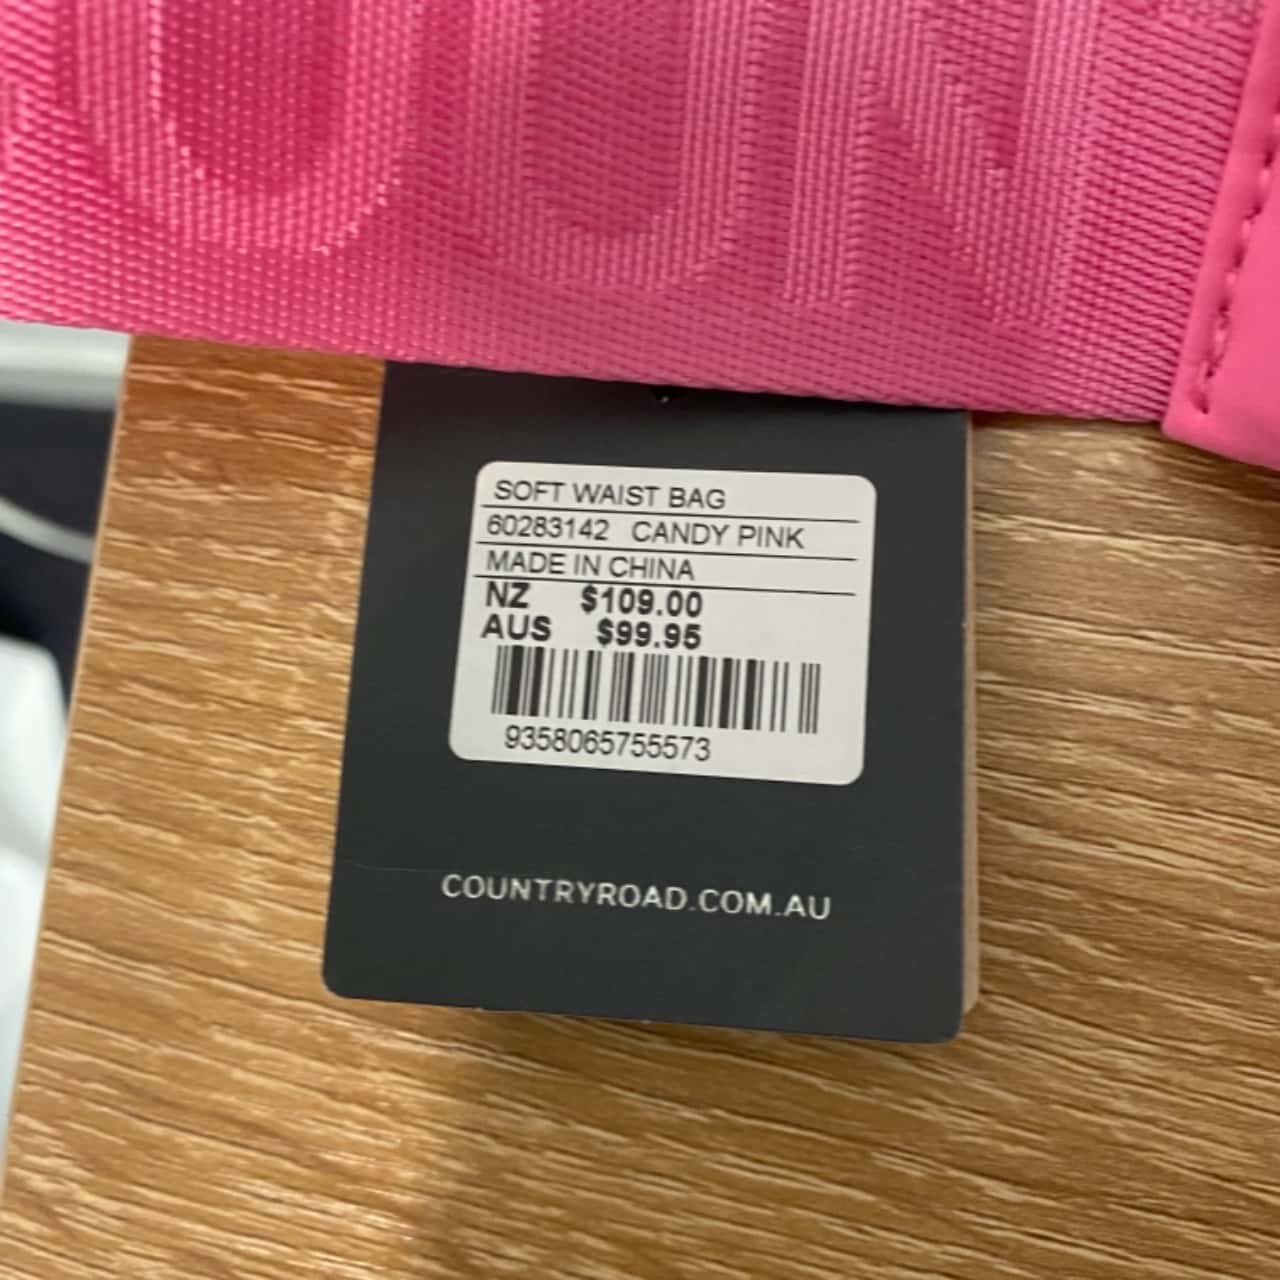 OUN
SOFT WAIST BAG
60283142 CANDY PINK
MADE IN CHINA
NZ $109.00
AUS $99.95
9358065755573
COUNTRYROAD.COM.AU